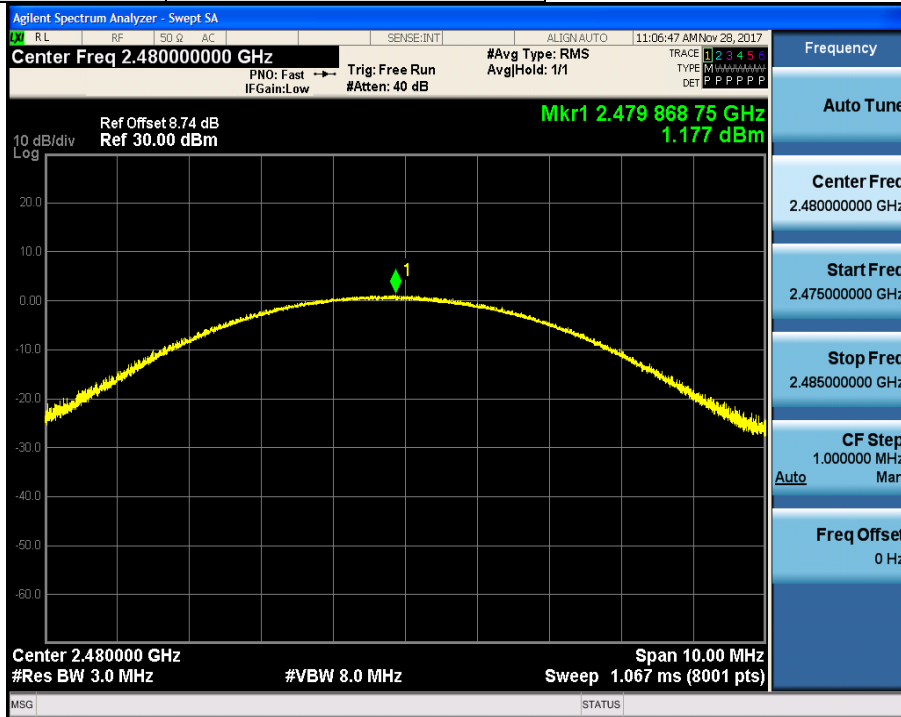 Agilent Spectrum Analyzer - Swept SA
LXI RL RF 50 Ω AC SENSE:INT ALIGN AUTO 11:06:47 AM Nov 28, 2017
Center Freq 2.480000000 GHz
#Avg Type: RMS
Avg|Hold: 1/1
TRACE 1 2 3 4 5 6
TYPE M
DET P P P P P P
PNO: Fast
IFGain:Low
Trig: Free Run
#Atten: 40 dB
Frequency
Mkr1 2.479 868 75 GHz
1.177 dBm
Ref Offset 8.74 dB
10 dB/div Ref 30.00 dBm
Log
20.0
10.0
0.00
-10.0
-20.0
-30.0
-40.0
-50.0
-60.0
1
Center 2.480000 GHz Span 10.00 MHz
#Res BW 3.0 MHz #VBW 8.0 MHz Sweep 1.067 ms (8001 pts)
MSG STATUS
Auto Tune
Center Freq
2.480000000 GHz
Start Freq
2.475000000 GHz
Stop Freq
2.485000000 GHz
CF Step
1.000000 MHz
Auto Man
Freq Offset
0 Hz